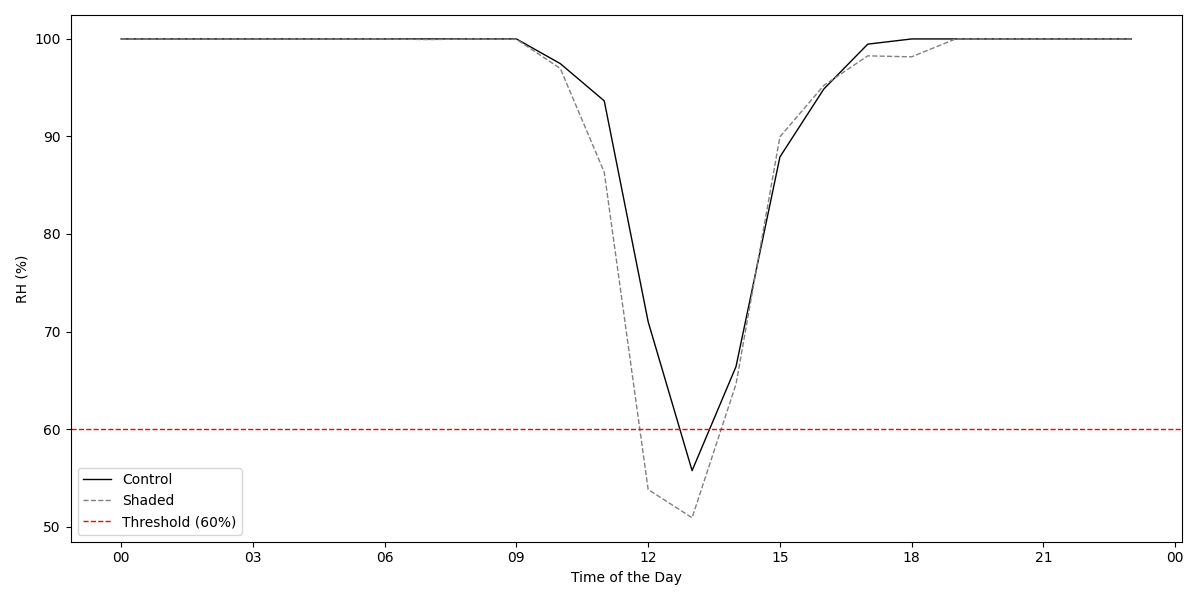 100
90
80
70
60
50
RH (%)
Control
Shaded
Threshold (60%)
00 03 06 09 12 15 18 21 00
Time of the Day